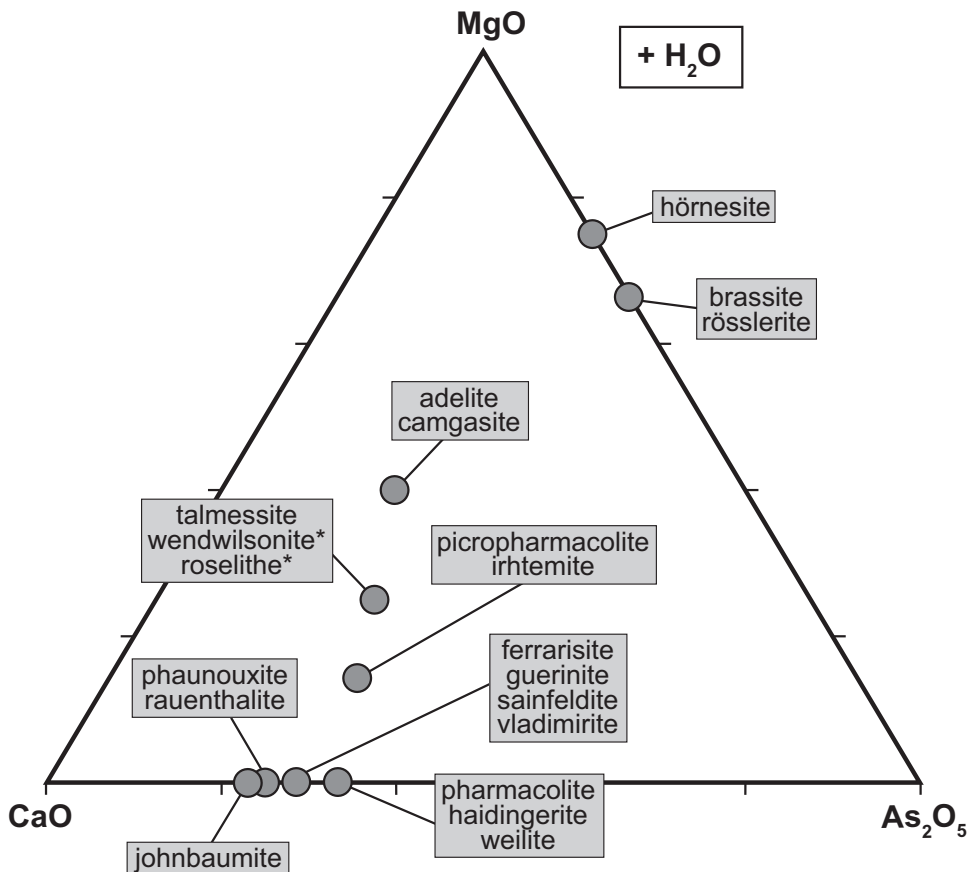 MgO
+ H₂O
hörnesite
brassite
rösslerite
adelite
camgasite
talmessite
wendwilsonite*
roselithe*
picropharmacolite
irhtemite
ferrarisite
guerinite
sainfeldite
vladimirite
phaunouxite
rauenthalite
CaO
As₂O₅
pharmacolite
haidingerite
weilite
johnbaumite